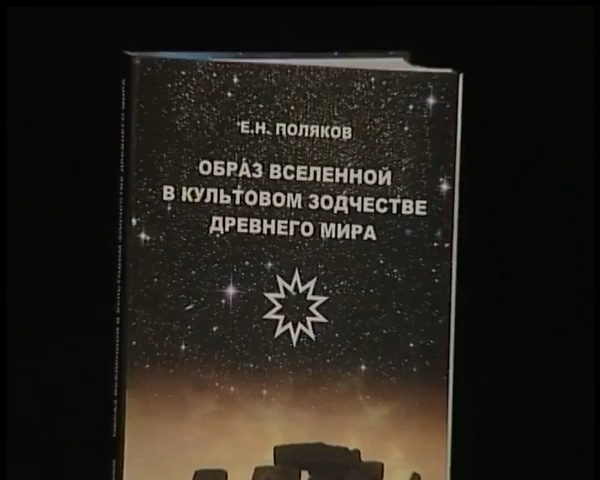 Е.Н. ПОЛЯКОВ
ОБРАЗ ВСЕЛЕННОЙ
В КУЛЬТОВОМ ЗОДЧЕСТВЕ
ДРЕВНЕГО МИРА